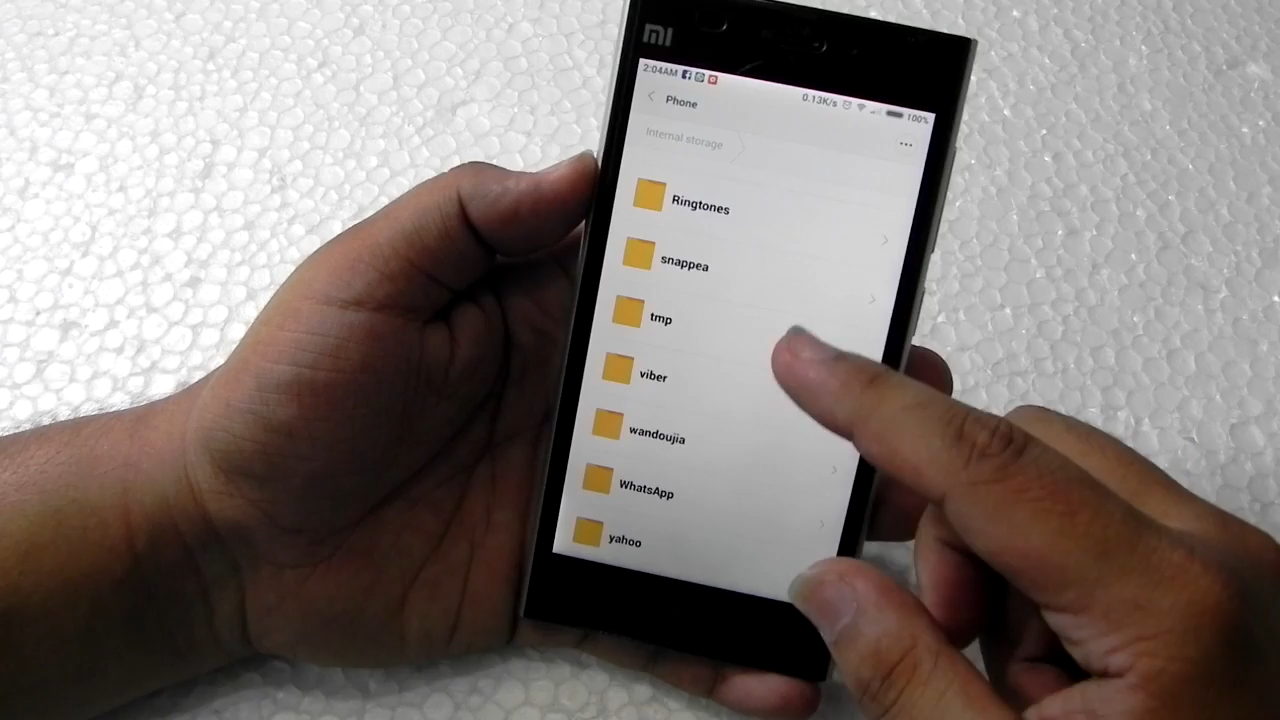 mi
2:04AM 0.13K/s 100%
Phone
Internal storage
Ringtones
snappea
tmp
viber
wandoujia
WhatsApp
yahoo